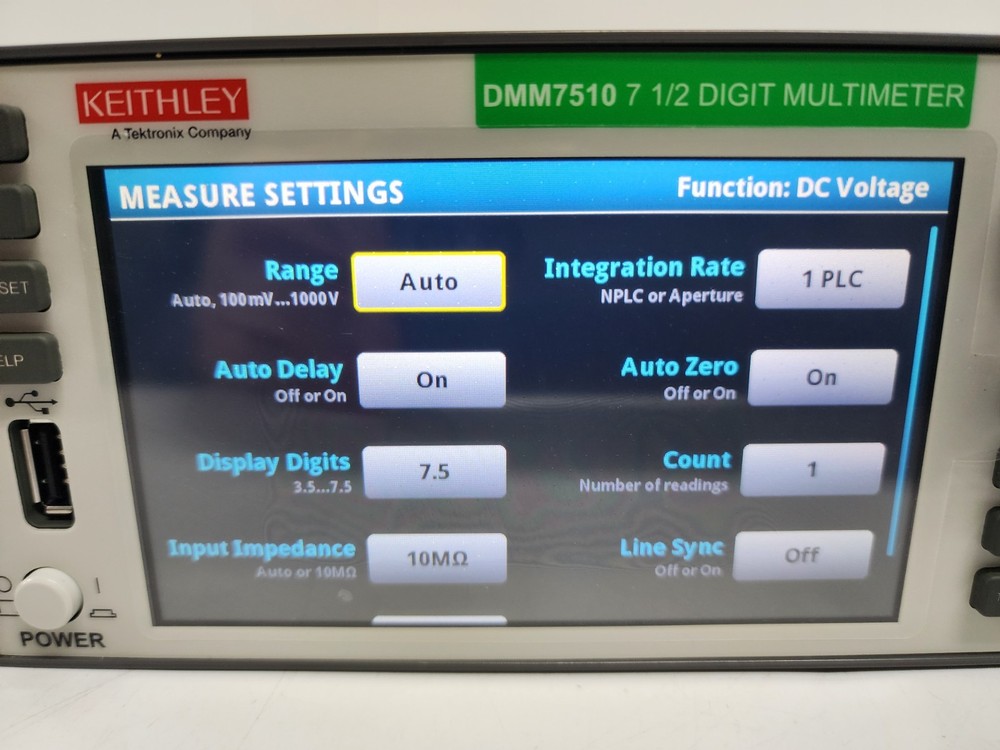 KEITHLEY
A Tektronix Company
DMM7510 7 1/2 DIGIT MULTIMETER
MEASURE SETTINGS
Function: DC Voltage
Range
Auto, 100mV...1000V
Auto
Integration Rate
NPLC or Aperture
1 PLC
Auto Delay
Off or On
On
Auto Zero
Off or On
On
Display Digits
3.5...7.5
7.5
Count
Number of readings
1
Input Impedance
Auto or 10MΩ
10MΩ
Line Sync
Off or On
Off
POWER